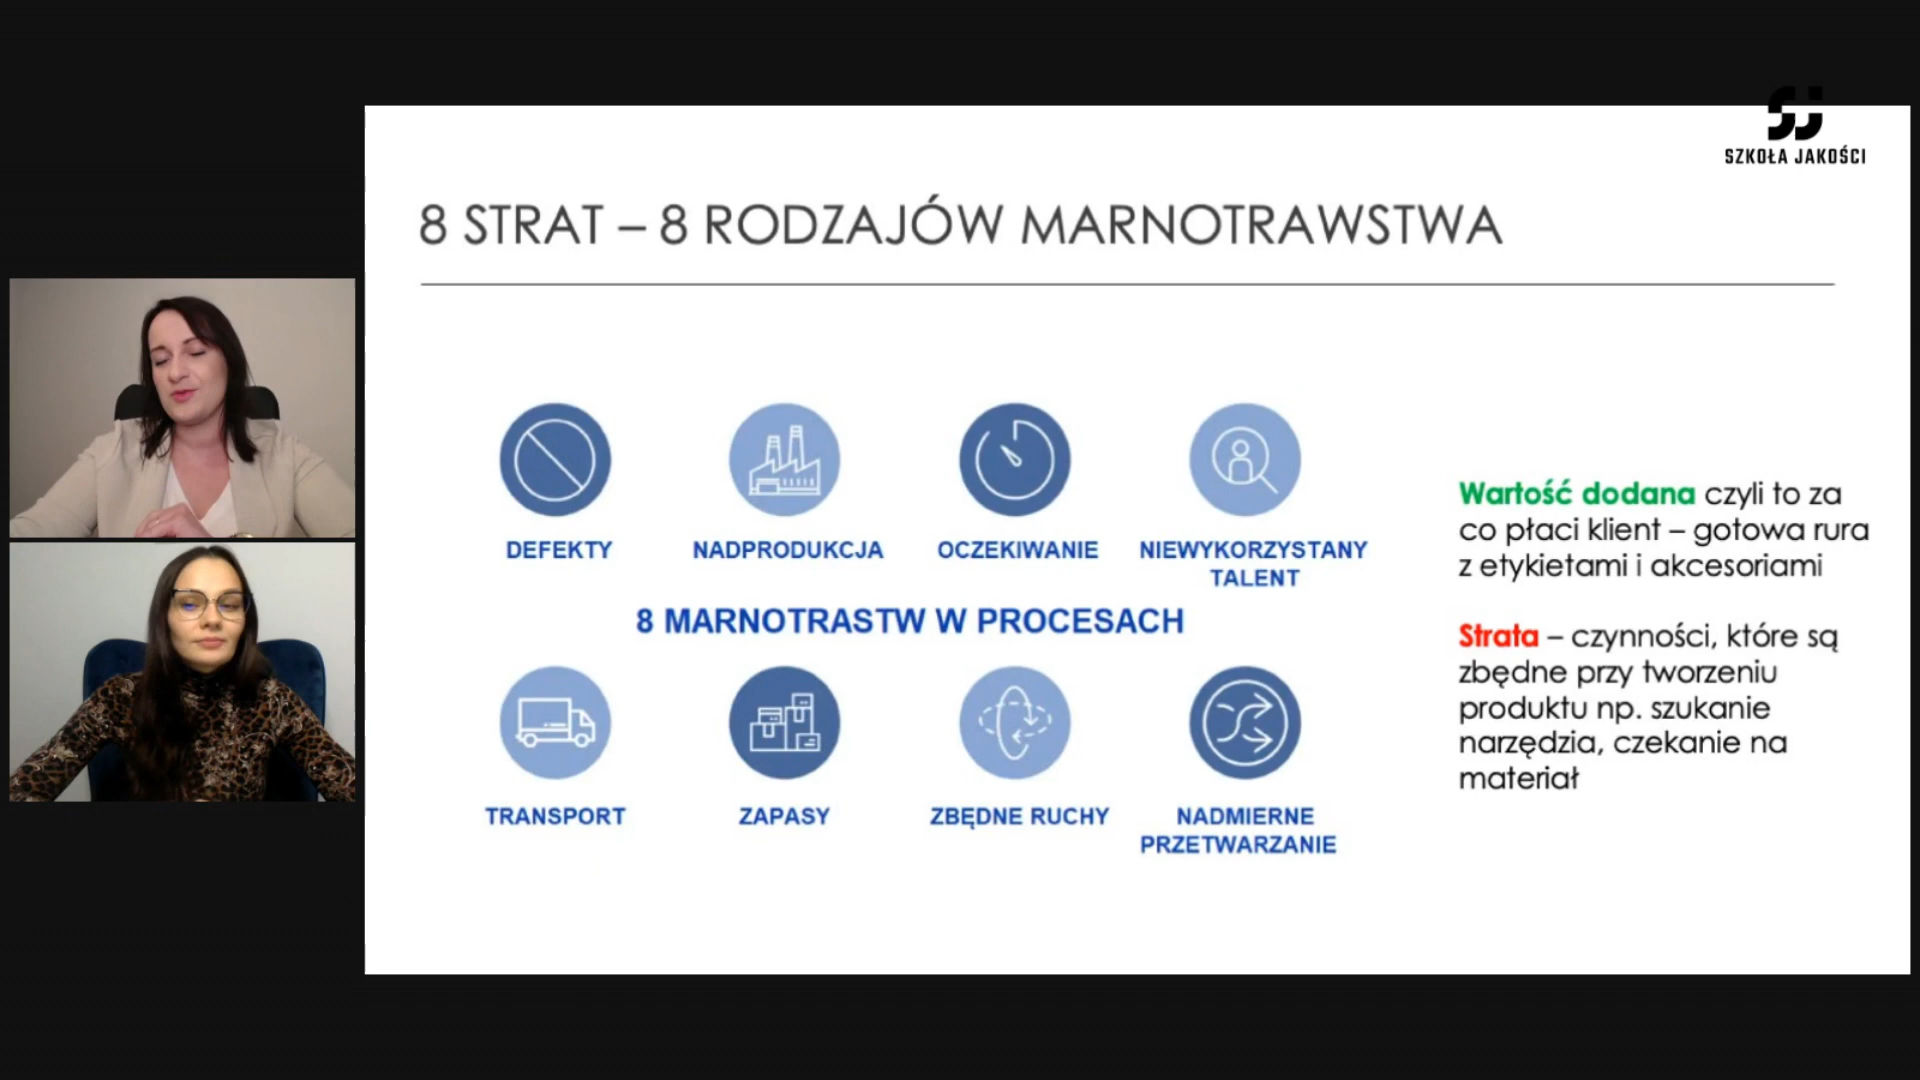 SZKOŁA JAKOŚCI
8 STRAT – 8 RODZAJÓW MARNOTRAWSTWA
DEFEKTY
NADPRODUKCJA
OCZEKIWANIE
NIEWYKORZYSTANY
TALENT
8 MARNOTRASTW W PROCESACH
TRANSPORT
ZAPASY
ZBĘDNE RUCHY
NADMIERNE
PRZETWARZANIE
Wartość dodana czyli to za
co płaci klient – gotowa rura
z etykietami i akcesoriami
Strata – czynności, które są
zbędne przy tworzeniu
produktu np. szukanie
narzędzia, czekanie na
materiał